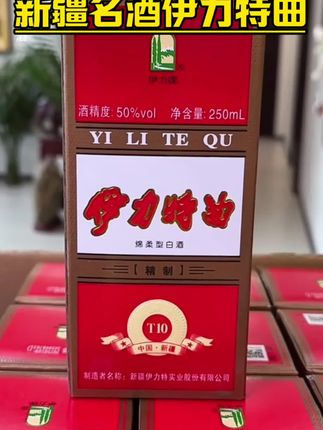 新疆名酒伊力特曲
伊力牌
酒精度: 50%vol 净含量: 250mL
YI LI TE QU
伊力特曲
绵柔型白酒
精制
T10
中国·新疆
制造者名称: 新疆伊力特实业股份有限公司